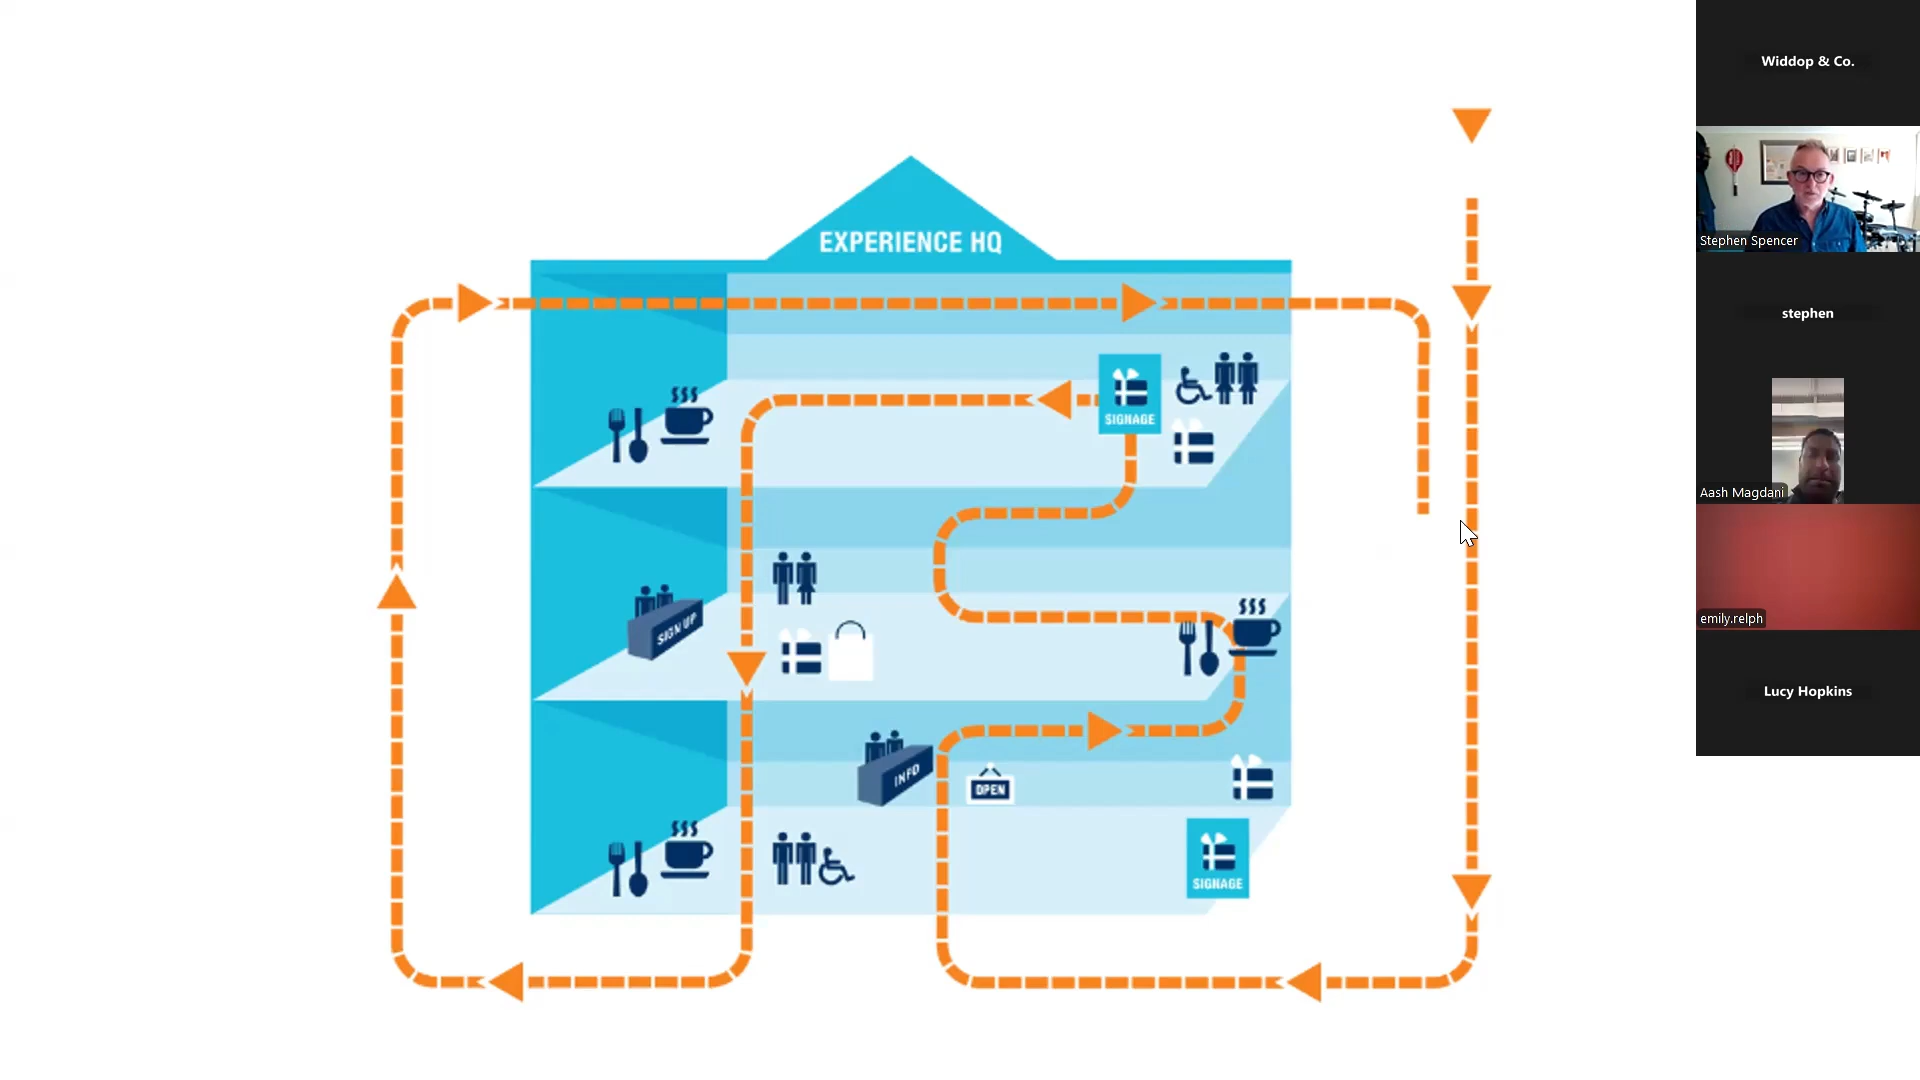 EXPERIENCE HQ
SIGNAGE
SIGN UP
INFO
OPEN
SIGNAGE
Widdop & Co.
Stephen Spencer
stephen
Aash Magdani
emily.relph
Lucy Hopkins